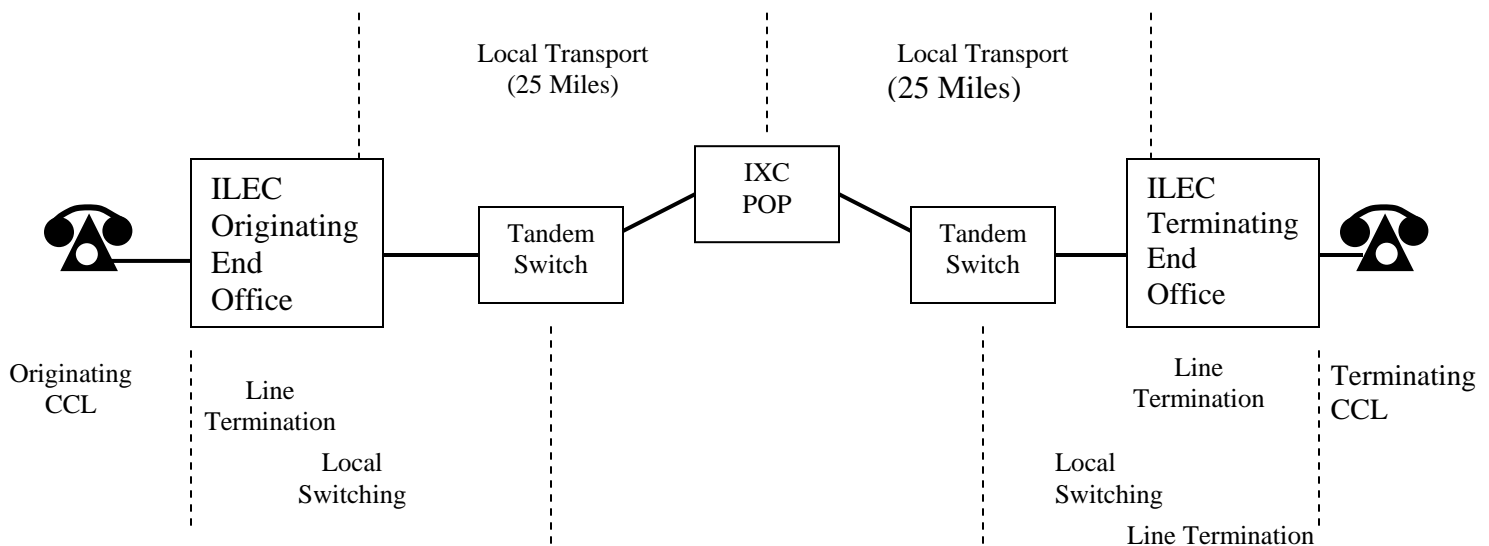 Local Transport
(25 Miles)
Local Transport
(25 Miles)
ILEC
Originating
End
Office
Tandem
Switch
IXC
POP
Tandem
Switch
ILEC
Terminating
End
Office
Originating
CCL
Line
Termination
Local
Switching
Line
Termination
Terminating
CCL
Local
Switching
Line Termination